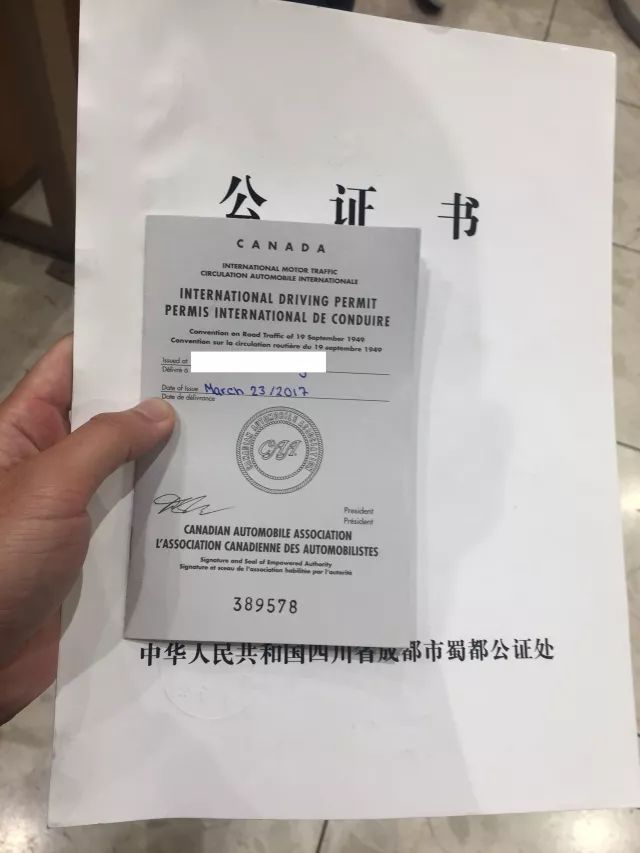 公证书
CANADA
INTERNATIONAL MOTOR TRAFFIC
CIRCULATION AUTOMOBILE INTERNATIONALE
INTERNATIONAL DRIVING PERMIT
PERMIS INTERNATIONAL DE CONDUIRE
Convention on Road Traffic of 19 September 1949
Convention sur la circulation routière du 19 septembre 1949
Issued at
Délivré à
Date of Issue March 23/2017
Date de délivrance
CANADIAN AUTOMOBILE ASSOCIATION
CAA
President
Président
CANADIAN AUTOMOBILE ASSOCIATION
L'ASSOCIATION CANADIENNE DES AUTOMOBILISTES
Signature and Seal of Empowered Authority
Signature et sceau de l'association habilitée par l'autorité
389578
中华人民共和国四川省成都市蜀都公证处